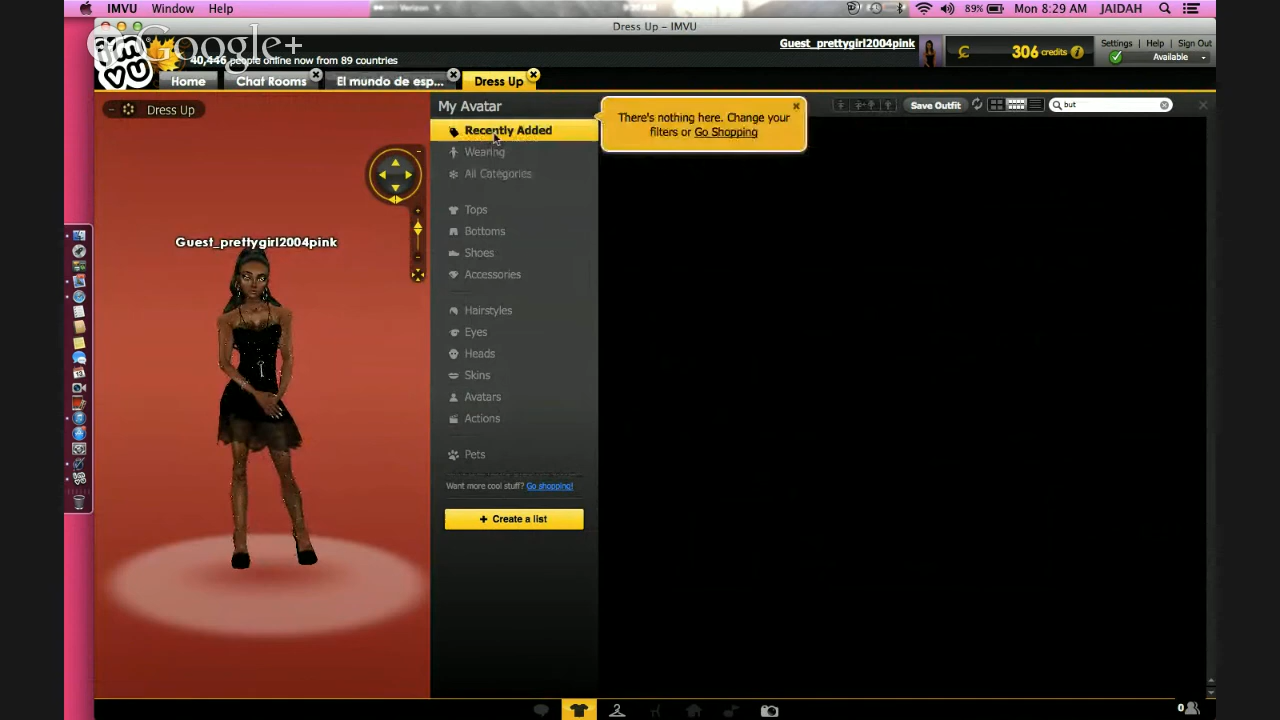 IMVU Window Help
Verizon
89% Mon 8:29 AM JAIDAH
Dress Up – IMVU
Google+
imvu
40,446 people online now from 89 countries
Guest_prettygirl2004pink
306 credits
Settings Help Sign Out
Available
Home Chat Rooms El mundo de esp... Dress Up
Dress Up
My Avatar
Save Outfit
but
There's nothing here. Change your
filters or Go Shopping
Recently Added
Wearing
All Categories
Tops
Bottoms
Shoes
Accessories
Hairstyles
Eyes
Heads
Skins
Avatars
Actions
Pets
Want more cool stuff? Go shopping!
+ Create a list
Guest_prettygirl2004pink
0